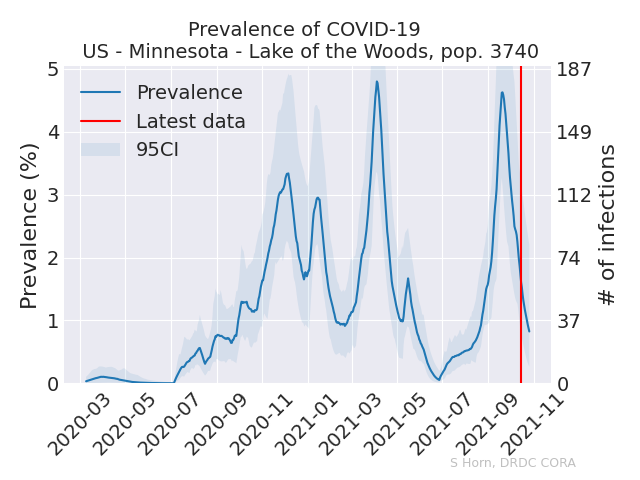 Prevalence of COVID-19
US - Minnesota - Lake of the Woods, pop. 3740
Prevalence (%)
5
4
3
2
1
0
Prevalence
Latest data
95CI
187
149
112
74
37
0
# of infections
2020-03
2020-05
2020-07
2020-09
2020-11
2021-01
2021-03
2021-05
2021-07
2021-09
2021-11
S Horn, DRDC CORA